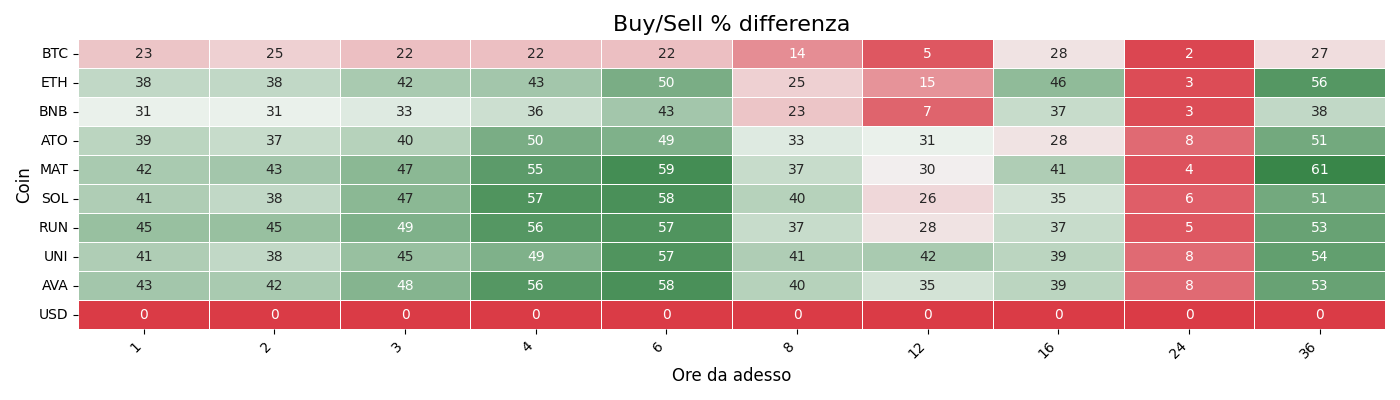 Buy/Sell % differenza
Coin
BTC 23 25 22 22 22 14 5 28 2 27
ETH 38 38 42 43 50 25 15 46 3 56
BNB 31 31 33 36 43 23 7 37 3 38
ATO 39 37 40 50 49 33 31 28 8 51
MAT 42 43 47 55 59 37 30 41 4 61
SOL 41 38 47 57 58 40 26 35 6 51
RUN 45 45 49 56 57 37 28 37 5 53
UNI 41 38 45 49 57 41 42 39 8 54
AVA 43 42 48 56 58 40 35 39 8 53
USD 0 0 0 0 0 0 0 0 0 0
1 2 3 4 6 8 12 16 24 36
Ore da adesso